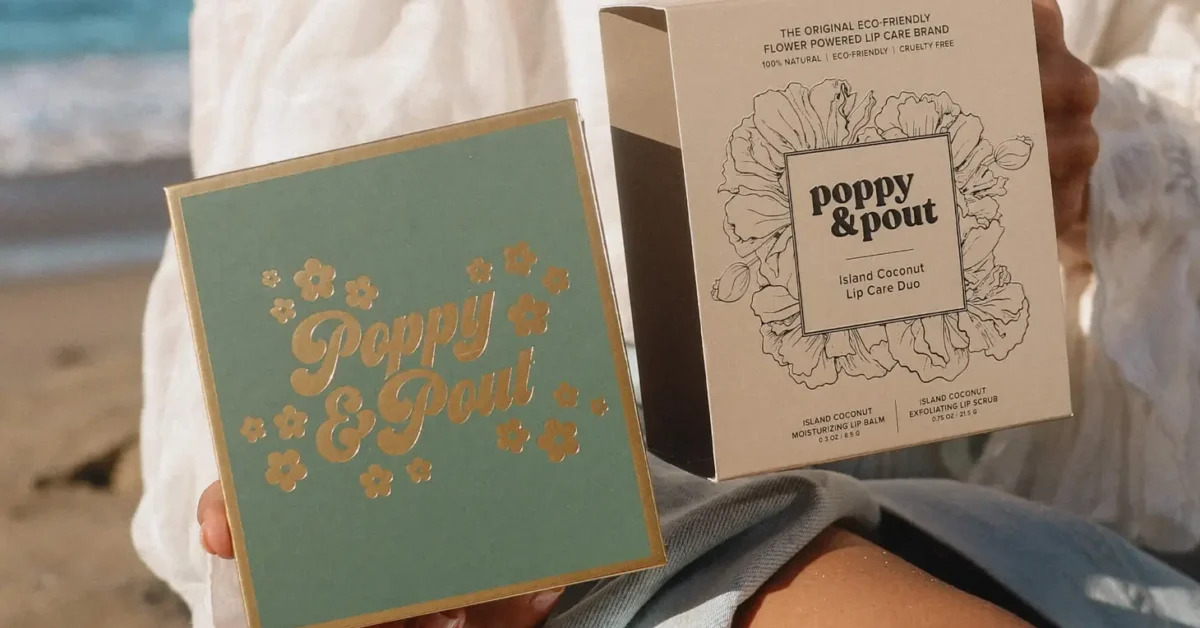 Poppy
& Pout
THE ORIGINAL ECO-FRIENDLY
FLOWER POWERED LIP CARE BRAND
100% NATURAL | ECO-FRIENDLY | CRUELTY FREE
poppy
&pout
Island Coconut
Lip Care Duo
ISLAND COCONUT
MOISTURIZING LIP BALM
0.3 OZ / 8.5 G
ISLAND COCONUT
EXFOLIATING LIP SCRUB
0.75 OZ / 21.5 G